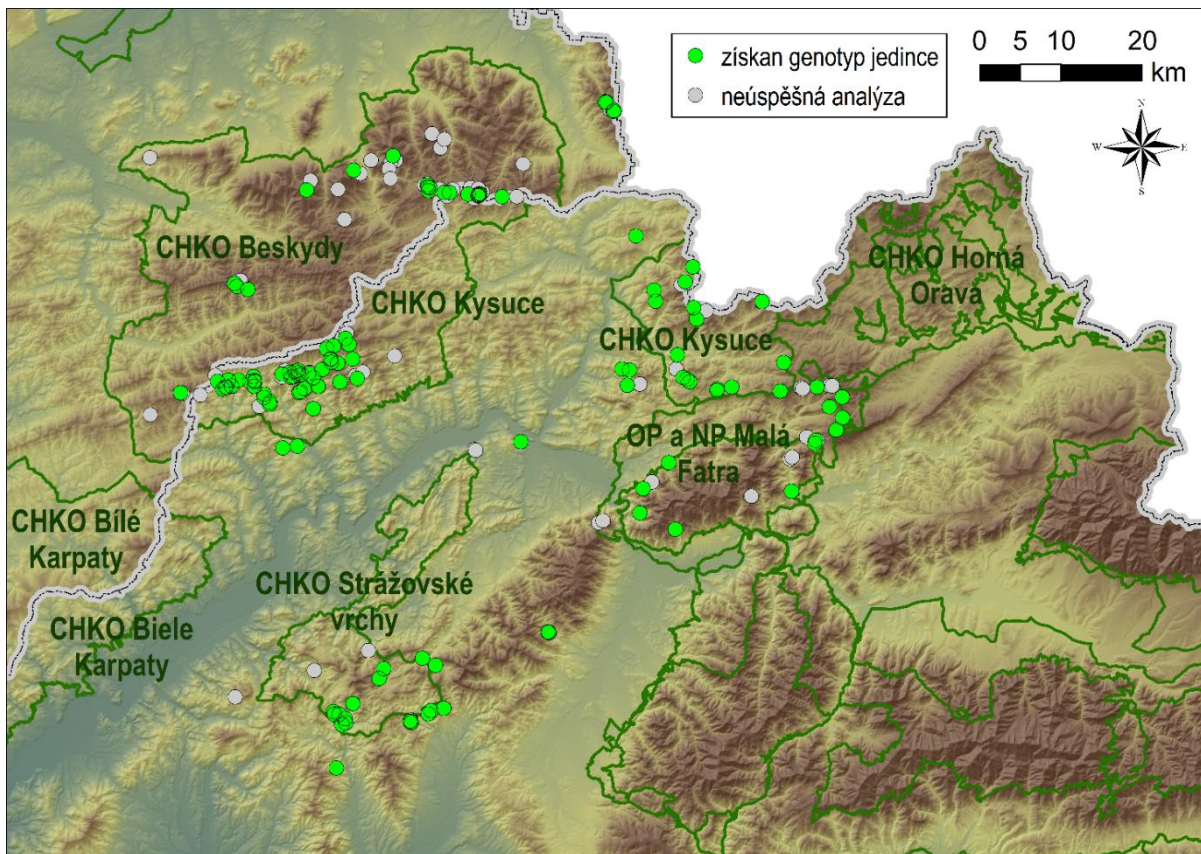 získan genotyp jedince
neúspěšná analýza
0 5 10 20
km
N
W E
S
CHKO Beskydy
CHKO Kysuce
CHKO Horná
Orava
CHKO Kysuce
OP a NP Malá
Fatra
CHKO Bílé
Karpaty
CHKO Strážovské
vrchy
CHKO Biele
Karpaty